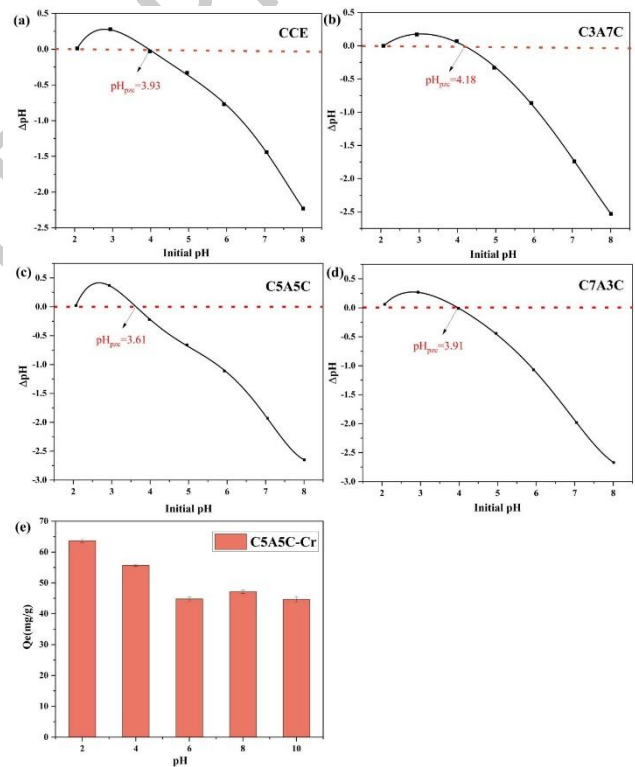 (a)
CCE
0.5
0.0
-0.5
-1.0
-1.5
-2.0
-2.5
ΔpH
pHpzc=3.93
2 3 4 5 6 7 8
Initial pH
(b)
C3A7C
0.5
0.0
-0.5
-1.0
-1.5
-2.0
-2.5
ΔpH
pHpzc=4.18
2 3 4 5 6 7 8
Initial pH
(c)
C5A5C
0.5
0.0
-0.5
-1.0
-1.5
-2.0
-2.5
-3.0
ΔpH
pHpzc=3.61
2 3 4 5 6 7 8
Initial pH
(d)
C7A3C
0.5
0.0
-0.5
-1.0
-1.5
-2.0
-2.5
-3.0
ΔpH
pHpzc=3.91
2 3 4 5 6 7 8
Initial pH
(e)
C5A5C-Cr
70
60
50
40
30
20
10
0
Qe(mg/g)
2 4 6 8 10
pH